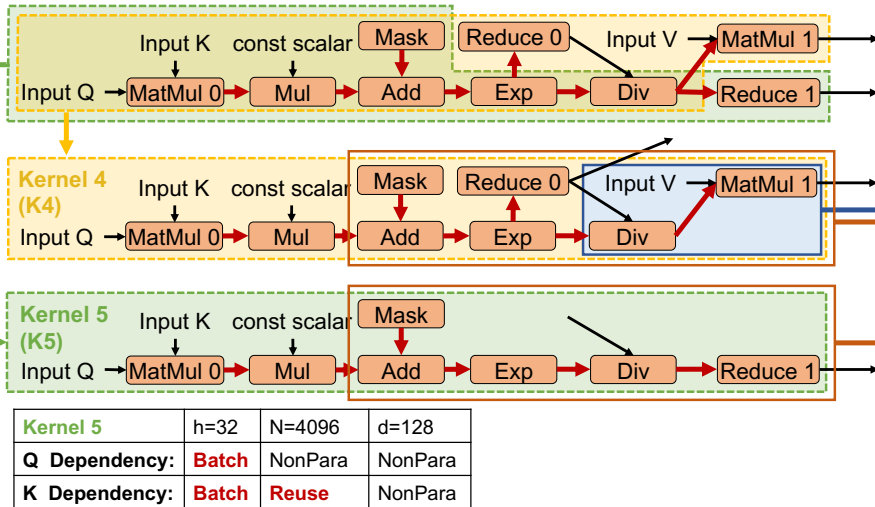 Mask Reduce 0 Input V MatMul 1
Input K const scalar
Input Q MatMul 0 Mul Add Exp Div Reduce 1
Kernel 4
(K4)
Input K const scalar Mask Reduce 0 Input V MatMul 1
Input Q MatMul 0 Mul Add Exp Div
Kernel 5
(K5)
Input K const scalar Mask
Input Q MatMul 0 Mul Add Exp Div Reduce 1
Kernel 5 h=32 N=4096 d=128
Q Dependency: Batch NonPara NonPara
K Dependency: Batch Reuse NonPara